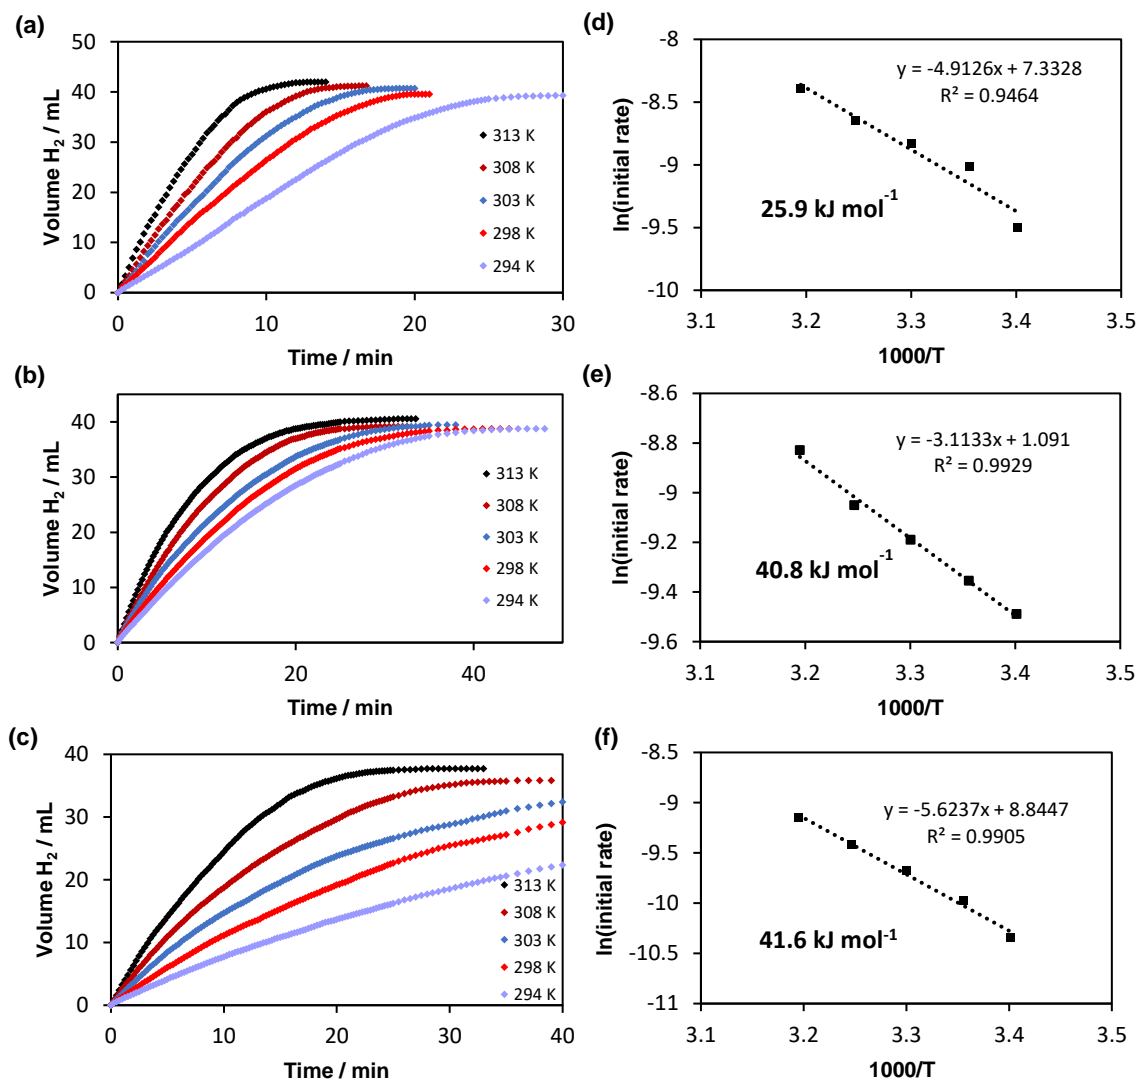 (a)
Volume H2 / mL
50
40
30
20
10
0
313 K
308 K
303 K
298 K
294 K
0 10 20 30
Time / min
(d)
ln(initial rate)
-8
-8.5
-9
-9.5
-10
y = -4.9126x + 7.3328
R² = 0.9464
25.9 kJ mol-1
3.1 3.2 3.3 3.4 3.5
1000/T
(b)
Volume H2 / mL
40
30
20
10
0
313 K
308 K
303 K
298 K
294 K
0 20 40
Time / min
(e)
ln(initial rate)
-8.6
-8.8
-9
-9.2
-9.4
-9.6
y = -3.1133x + 1.091
R² = 0.9929
40.8 kJ mol-1
3.1 3.2 3.3 3.4 3.5
1000/T
(c)
Volume H2 / mL
40
30
20
10
0
313 K
308 K
303 K
298 K
294 K
0 10 20 30 40
Time / min
(f)
ln(initial rate)
-8.5
-9
-9.5
-10
-10.5
-11
y = -5.6237x + 8.8447
R² = 0.9905
41.6 kJ mol-1
3.1 3.2 3.3 3.4 3.5
1000/T